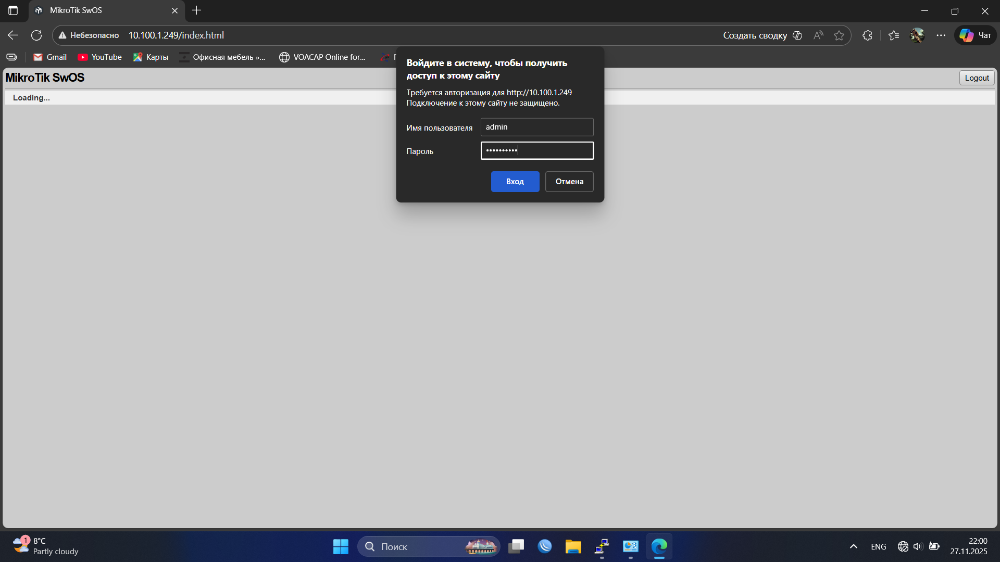 MikroTik SwOS
Небезопасно
10.100.1.249/index.html
Создать сводку
Чат
Gmail
YouTube
Карты
Офисная мебель »...
VOACAP Online for...
MikroTik SwOS
Logout
Loading...
Войдите в систему, чтобы получить
доступ к этому сайту
Требуется авторизация для http://10.100.1.249
Подключение к этому сайту не защищено.
Имя пользователя
admin
Пароль
••••••••••
Вход
Отмена
1
8°C
Partly cloudy
Поиск
ENG
22:00
27.11.2025